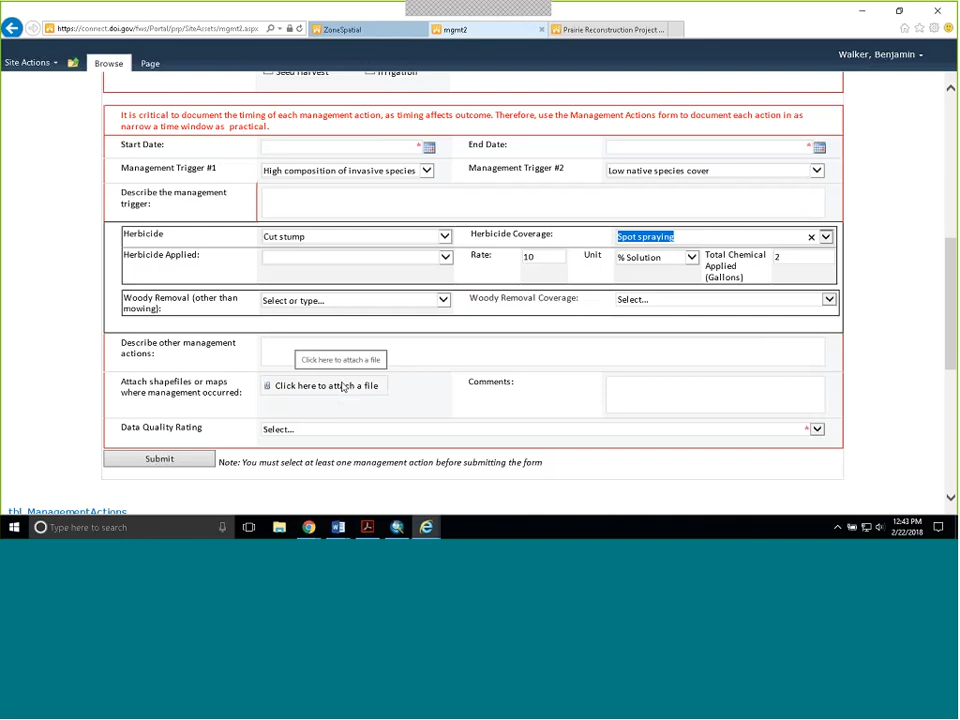 https://connect.doi.gov/fws/Portal/prp/SiteAssets/mgmt2.aspx
ZoneSpatial
mgmt2
Prairie Reconstruction Project ...
Site Actions
Browse
Page
Walker, Benjamin
Seed Harvest
Irrigation
It is critical to document the timing of each management action, as timing affects outcome. Therefore, use the Management Actions form to document each action in as
narrow a time window as practical.
Start Date: *
End Date: *
Management Trigger #1
High composition of invasive species
Management Trigger #2
Low native species cover
Describe the management
trigger:
Herbicide
Cut stump
Herbicide Coverage:
Spot spraying
Herbicide Applied:
Rate:
10
Unit
% Solution
Total Chemical
Applied
(Gallons)
2
Woody Removal (other than
mowing):
Select or type...
Woody Removal Coverage:
Select...
Describe other management
actions:
Click here to attach a file
Attach shapefiles or maps
where management occurred:
Click here to attach a file
Comments:
Data Quality Rating
Select... *
Submit
Note: You must select at least one management action before submitting the form
tbl_ManagementActions
Type here to search
12:43 PM
2/22/2018